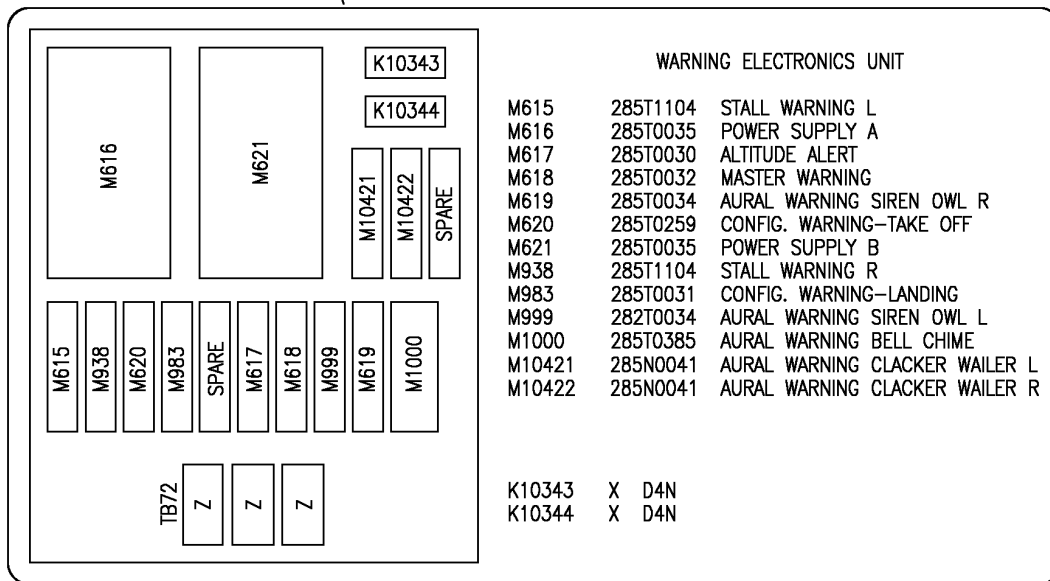 K10343
K10344
M616
M621
M10421
M10422
SPARE
M615
M938
M620
M983
SPARE
M617
M618
M999
M619
M1000
TB72
Z
Z
Z
WARNING ELECTRONICS UNIT
M615 285T1104 STALL WARNING L
M616 285T0035 POWER SUPPLY A
M617 285T0030 ALTITUDE ALERT
M618 285T0032 MASTER WARNING
M619 285T0034 AURAL WARNING SIREN OWL R
M620 285T0259 CONFIG. WARNING-TAKE OFF
M621 285T0035 POWER SUPPLY B
M938 285T1104 STALL WARNING R
M983 285T0031 CONFIG. WARNING-LANDING
M999 282T0034 AURAL WARNING SIREN OWL L
M1000 285T0385 AURAL WARNING BELL CHIME
M10421 285N0041 AURAL WARNING CLACKER WAILER L
M10422 285N0041 AURAL WARNING CLACKER WAILER R
K10343 X D4N
K10344 X D4N